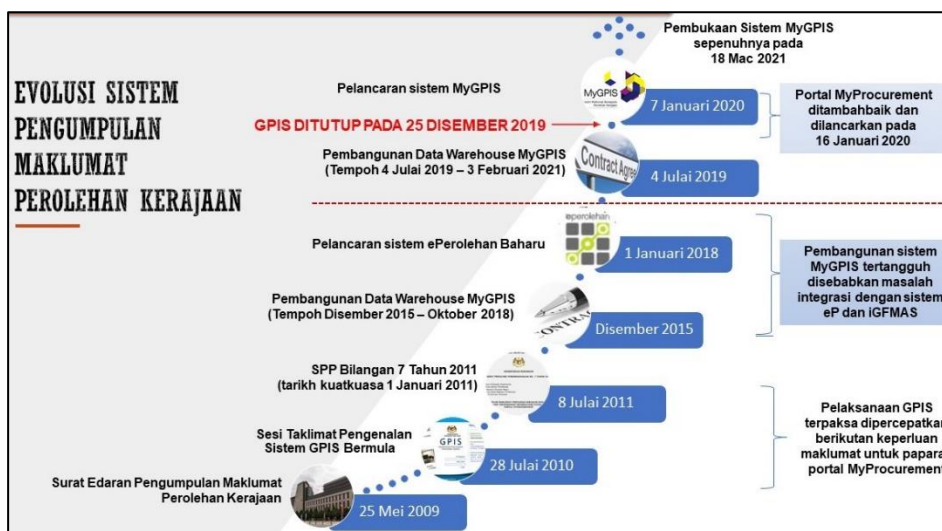 EVOLUSI SISTEM
PENGUMPULAN
MAKLUMAT
PEROLEHAN KERAJAAN
Pembukaan Sistem MyGPIS
sepenuhnya pada
18 Mac 2021
Pelancaran sistem MyGPIS
MyGPIS
7 Januari 2020
Portal MyProcurement
ditambahbaik dan
dilancarkan pada
16 Januari 2020
GPIS DITUTUP PADA 25 DISEMBER 2019
Pembangunan Data Warehouse MyGPIS
(Tempoh 4 Julai 2019 – 3 Februari 2021)
Contract Agree
4 Julai 2019
Pelancaran sistem ePerolehan Baharu
eperolehan
1 Januari 2018
Pembangunan sistem
MyGPIS tertangguh
disebabkan masalah
integrasi dengan sistem
eP dan iGFMAS
Pembangunan Data Warehouse MyGPIS
(Tempoh Disember 2015 – Oktober 2018)
CONTRAC
Disember 2015
SPP Bilangan 7 Tahun 2011
(tarikh kuatkuasa 1 Januari 2011)
8 Julai 2011
Pelaksanaan GPIS
terpaksa dipercepatkan
berikutan keperluan
maklumat untuk papara
portal MyProcurement
Sesi Taklimat Pengenalan
Sistem GPIS Bermula
GPIS
28 Julai 2010
Surat Edaran Pengumpulan Maklumat
Perolehan Kerajaan
25 Mei 2009